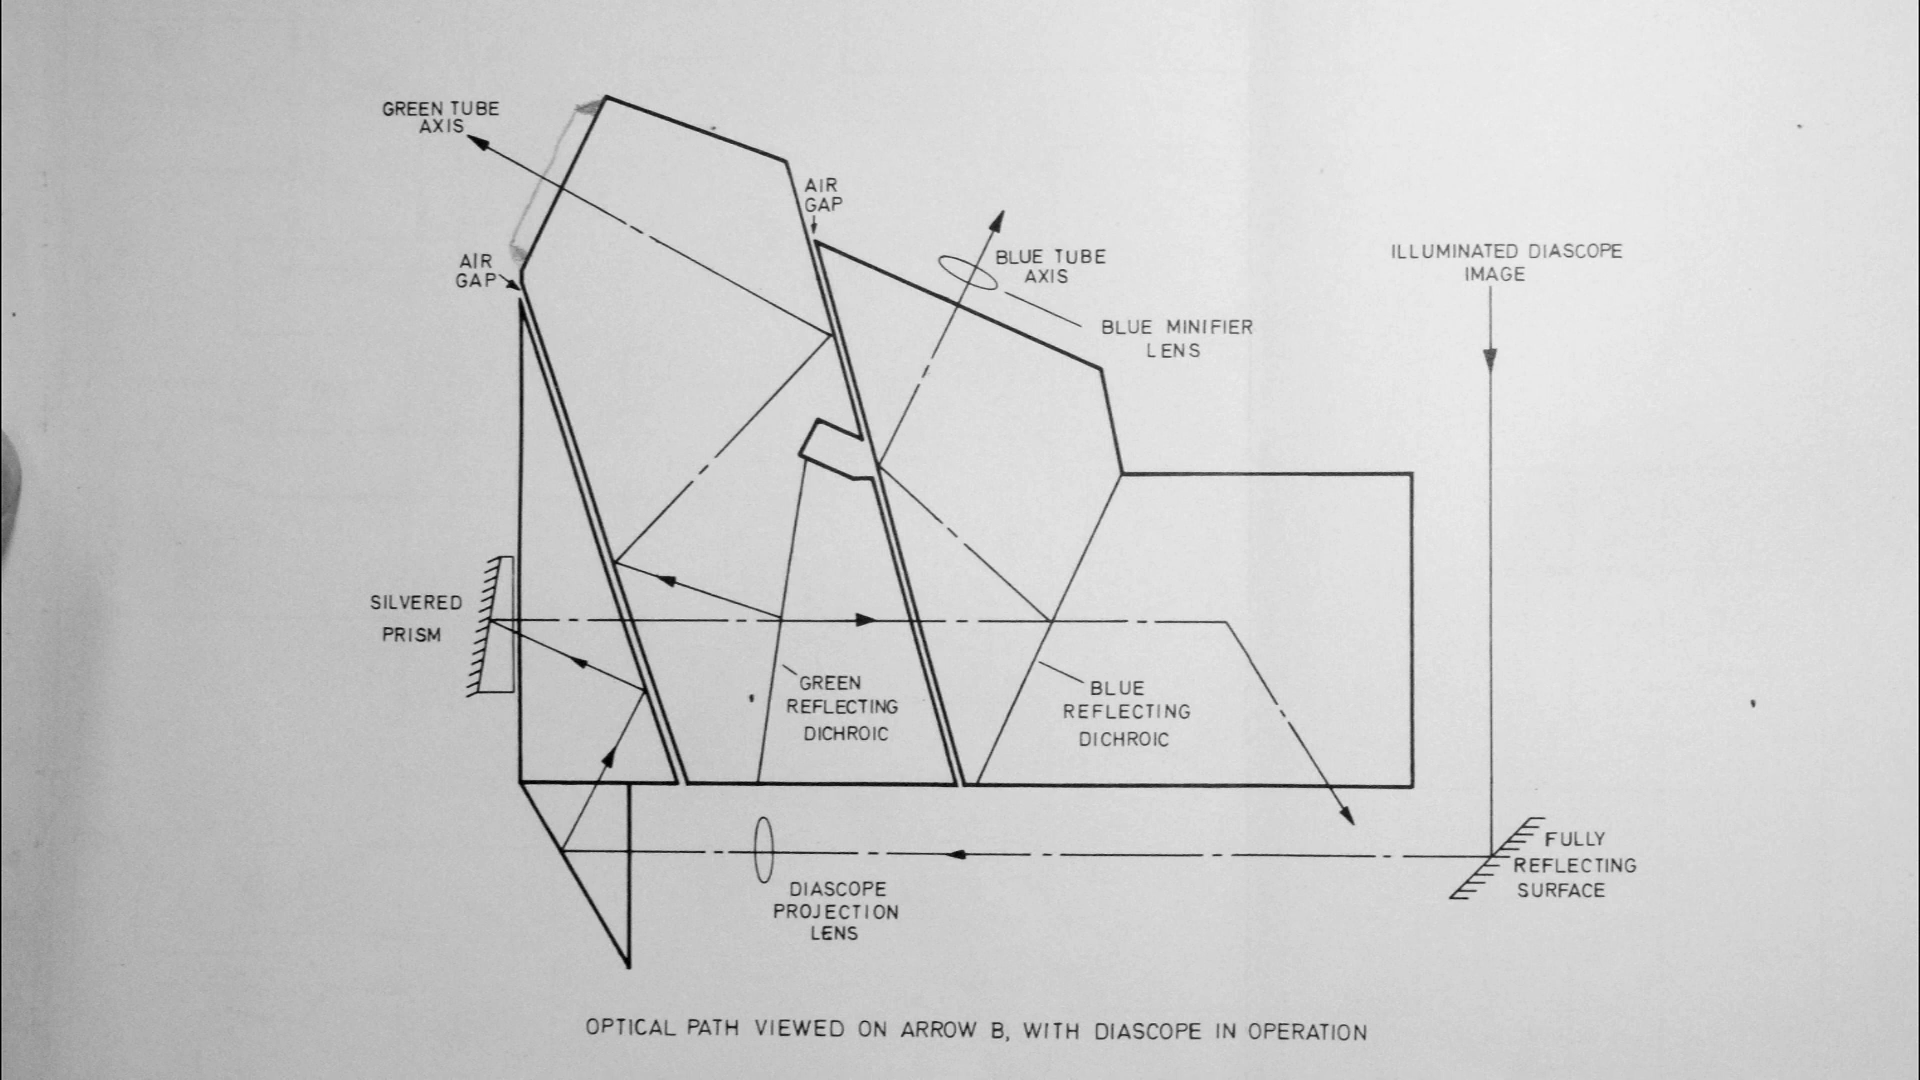 GREEN TUBE
AXIS
AIR
GAP
AIR
GAP
BLUE TUBE
AXIS
BLUE MINIFIER
LENS
ILLUMINATED DIASCOPE
IMAGE
SILVERED
PRISM
GREEN
REFLECTING
DICHROIC
BLUE
REFLECTING
DICHROIC
DIASCOPE
PROJECTION
LENS
FULLY
REFLECTING
SURFACE
OPTICAL PATH VIEWED ON ARROW B, WITH DIASCOPE IN OPERATION